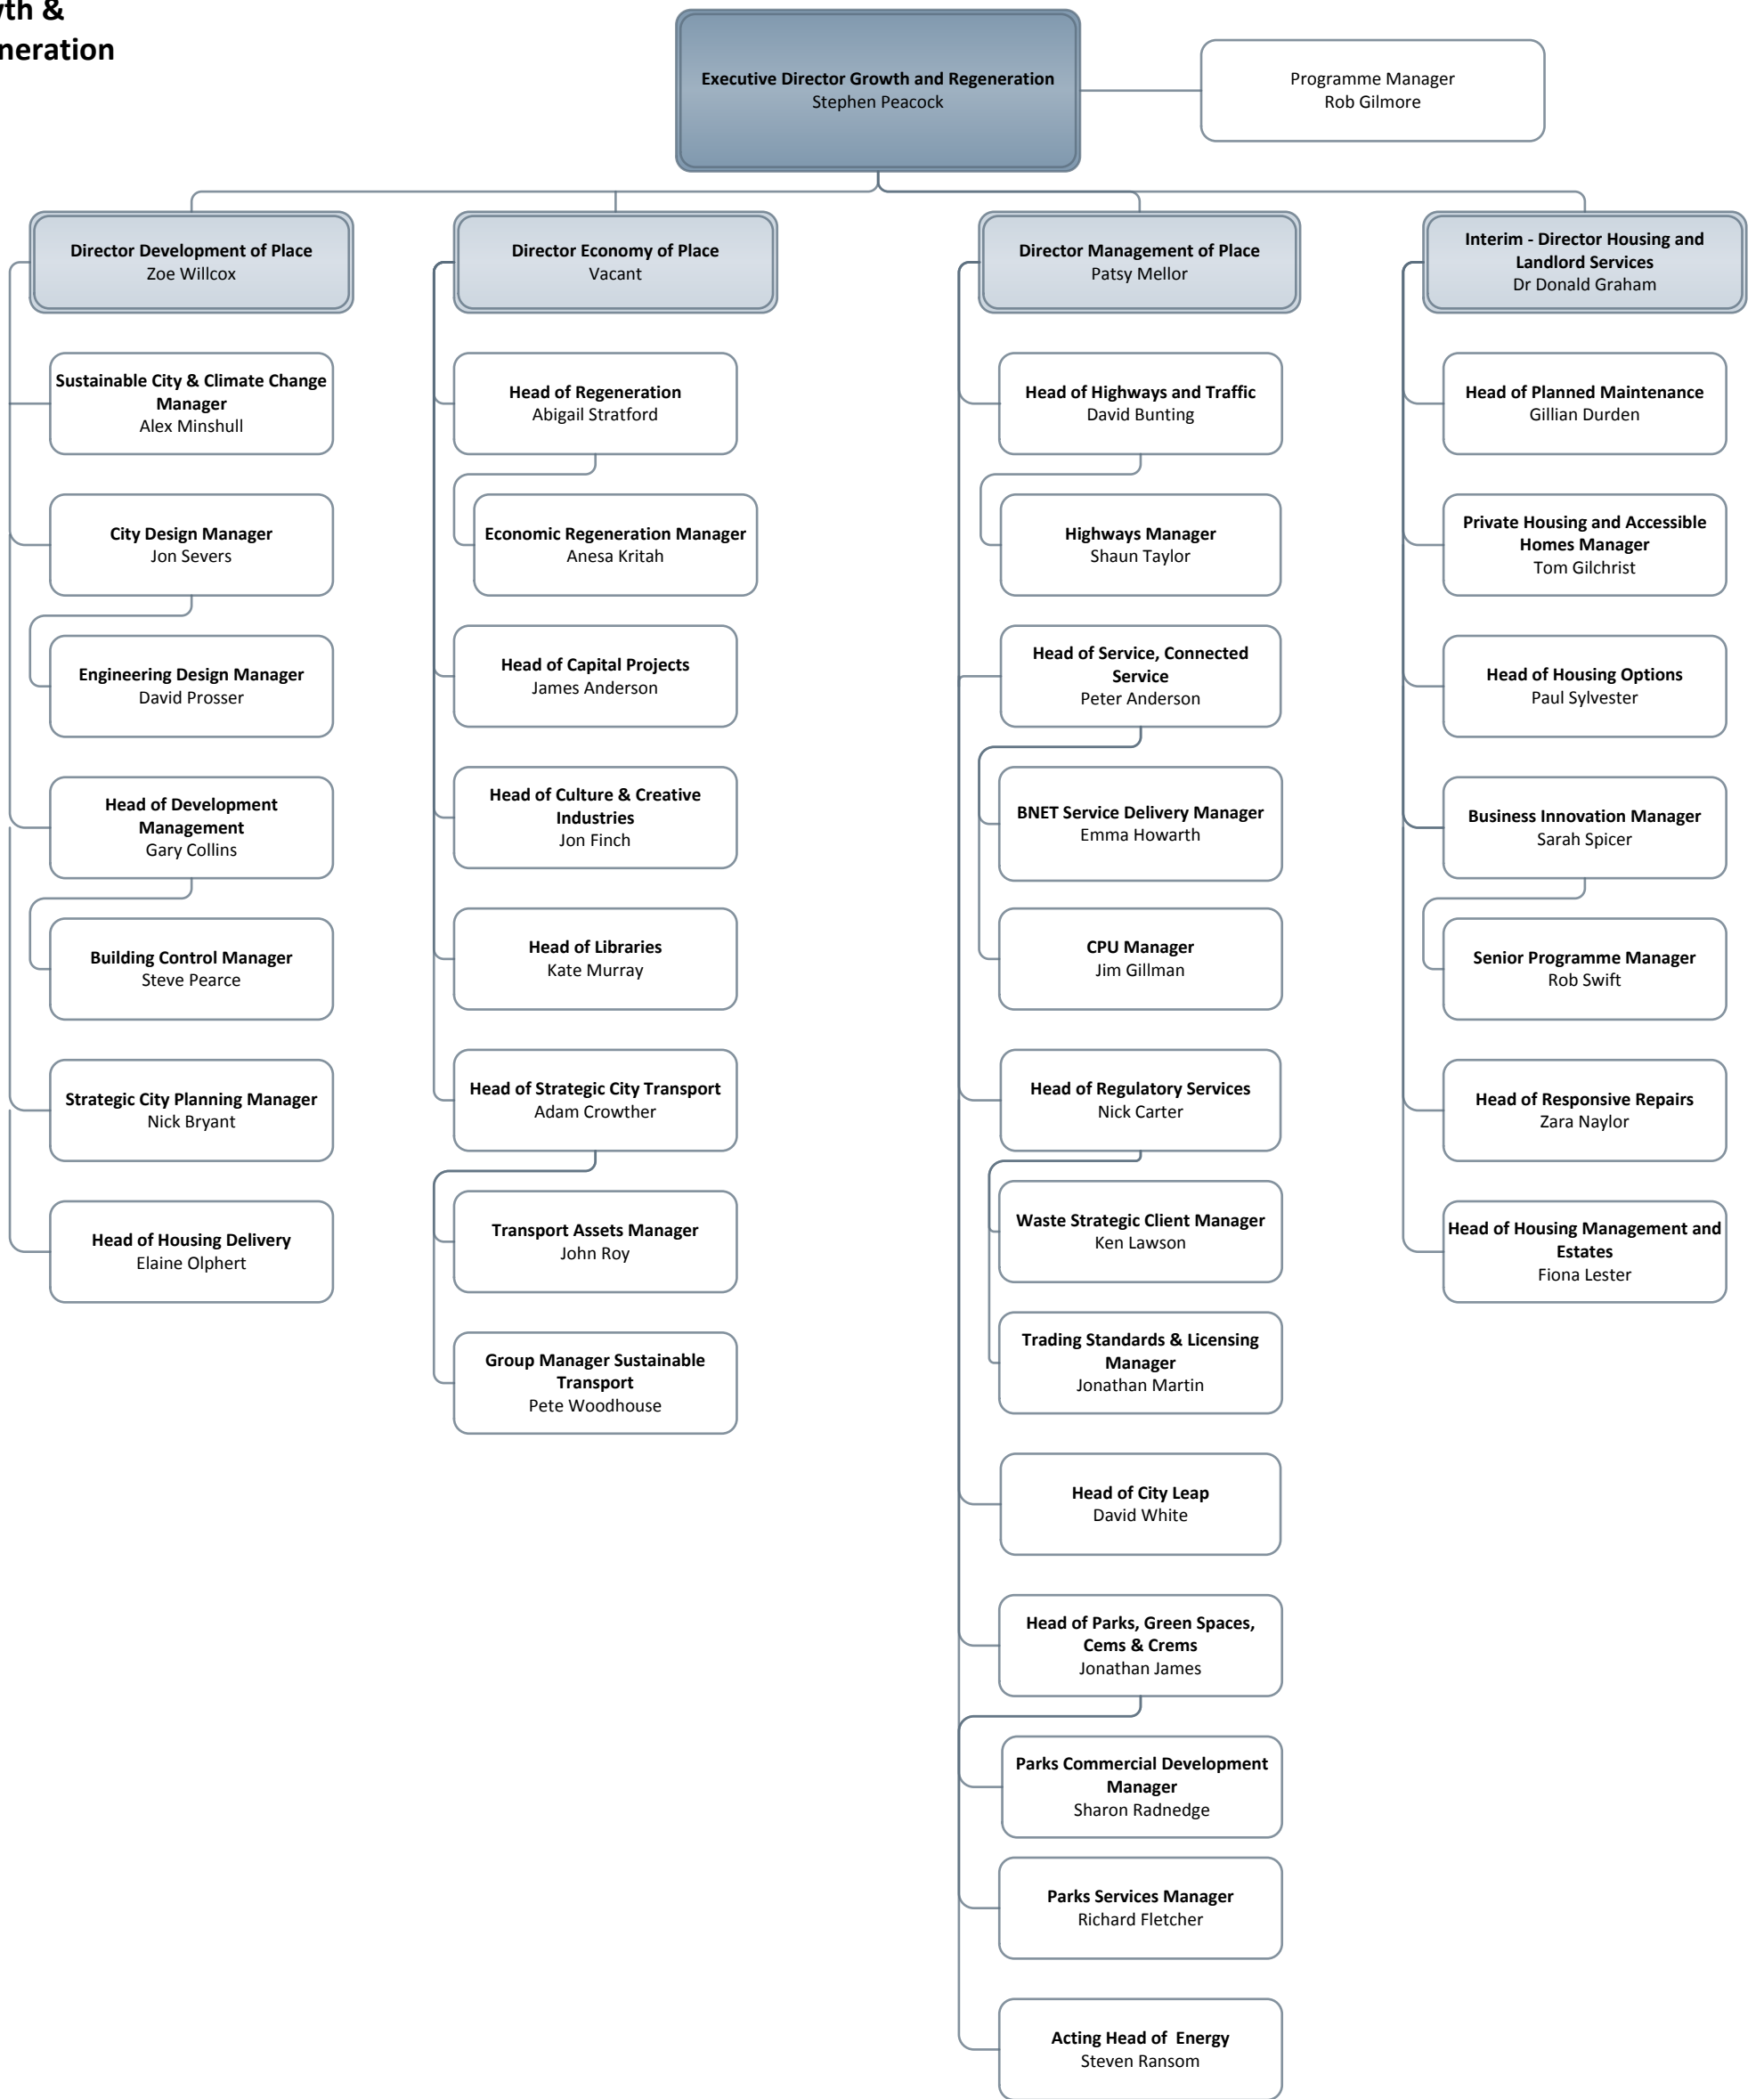 th &
neration
Executive Director Growth and Regeneration
Stephen Peacock
Programme Manager
Rob Gilmore
Director Development of Place
Zoe Willcox
Sustainable City & Climate Change
Manager
Alex Minshull
City Design Manager
Jon Severs
Engineering Design Manager
David Prosser
Head of Development
Management
Gary Collins
Building Control Manager
Steve Pearce
Strategic City Planning Manager
Nick Bryant
Head of Housing Delivery
Elaine Olphert
Director Economy of Place
Vacant
Head of Regeneration
Abigail Stratford
Economic Regeneration Manager
Anesa Kritah
Head of Capital Projects
James Anderson
Head of Culture & Creative
Industries
Jon Finch
Head of Libraries
Kate Murray
Head of Strategic City Transport
Adam Crowther
Transport Assets Manager
John Roy
Group Manager Sustainable
Transport
Pete Woodhouse
Director Management of Place
Patsy Mellor
Head of Highways and Traffic
David Bunting
Highways Manager
Shaun Taylor
Head of Service, Connected
Service
Peter Anderson
BNET Service Delivery Manager
Emma Howarth
CPU Manager
Jim Gillman
Head of Regulatory Services
Nick Carter
Waste Strategic Client Manager
Ken Lawson
Trading Standards & Licensing
Manager
Jonathan Martin
Head of City Leap
David White
Head of Parks, Green Spaces,
Cems & Crems
Jonathan James
Parks Commercial Development
Manager
Sharon Radnedge
Parks Services Manager
Richard Fletcher
Acting Head of Energy
Steven Ransom
Interim - Director Housing and
Landlord Services
Dr Donald Graham
Head of Planned Maintenance
Gillian Durden
Private Housing and Accessible
Homes Manager
Tom Gilchrist
Head of Housing Options
Paul Sylvester
Business Innovation Manager
Sarah Spicer
Senior Programme Manager
Rob Swift
Head of Responsive Repairs
Zara Naylor
Head of Housing Management and
Estates
Fiona Lester